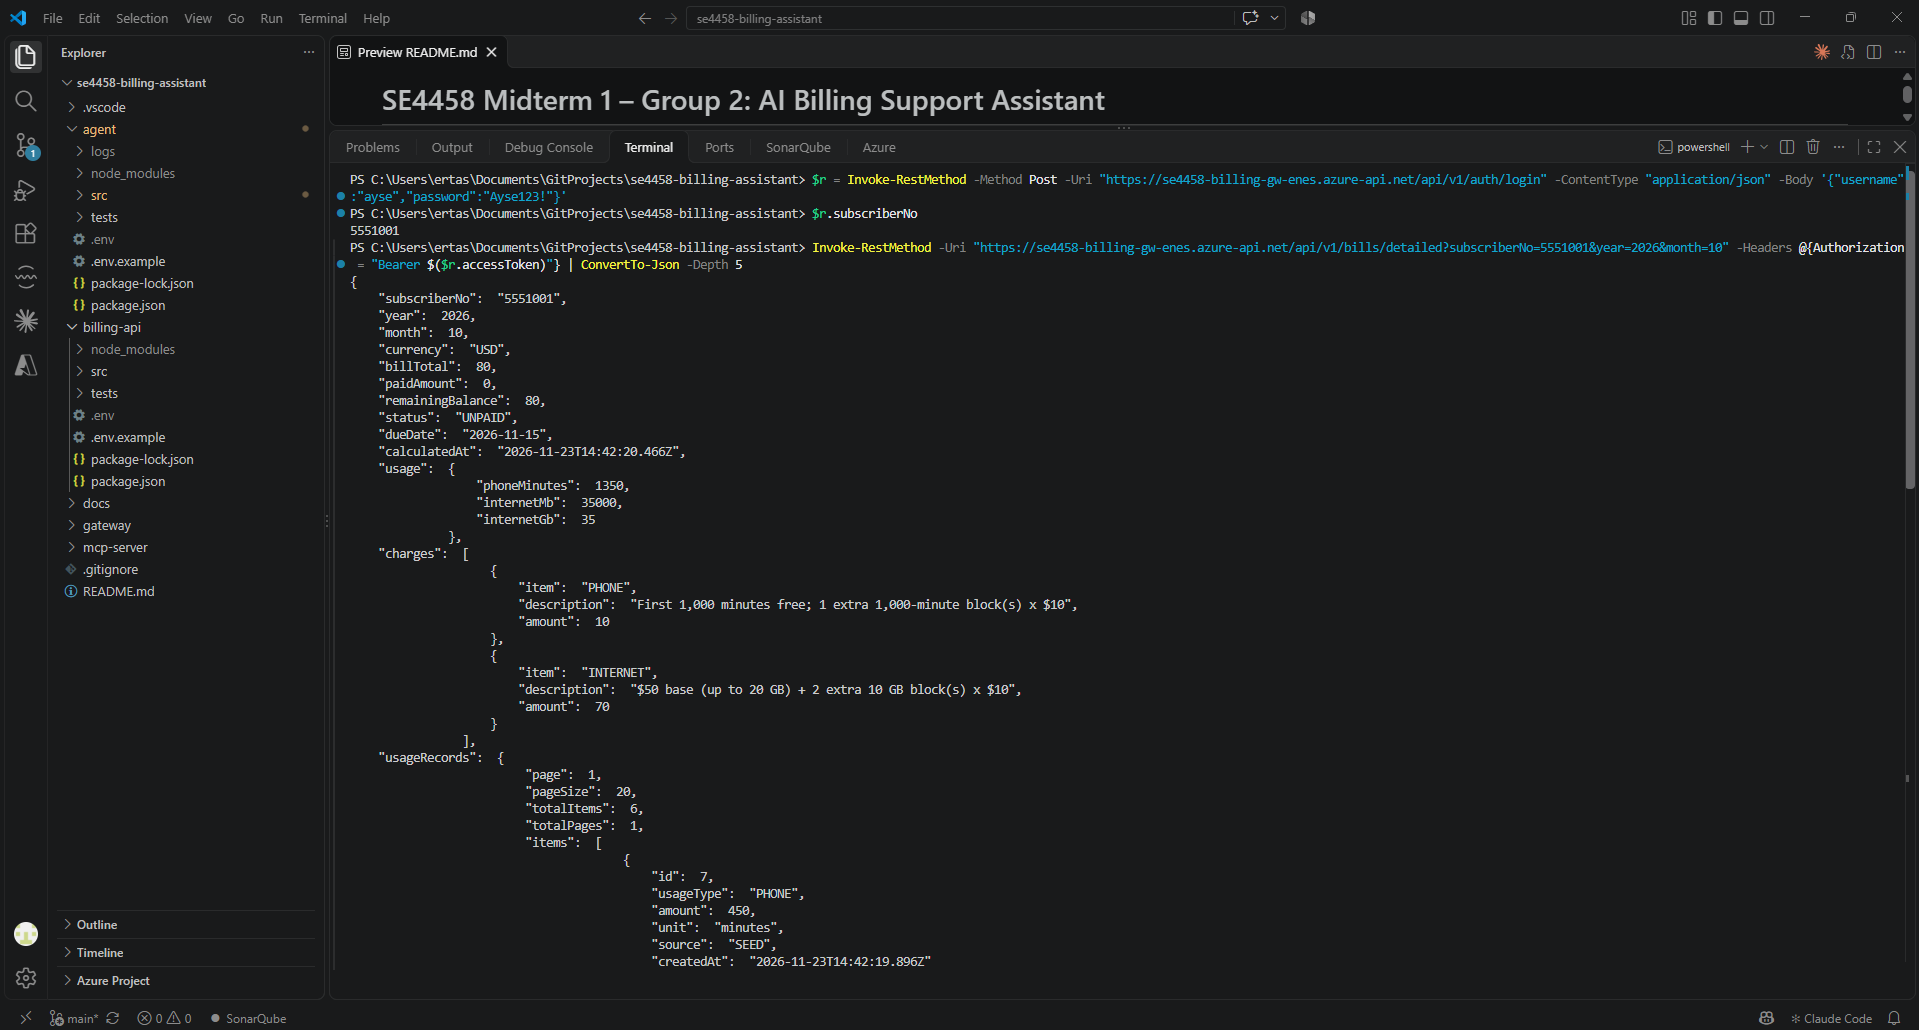 File Edit Selection View Go Run Terminal Help
se4458-billing-assistant
Explorer
se4458-billing-assistant
.vscode
agent
logs
node_modules
src
tests
.env
.env.example
package-lock.json
package.json
billing-api
node_modules
src
tests
.env
.env.example
package-lock.json
package.json
docs
gateway
mcp-server
.gitignore
README.md
Outline
Timeline
Azure Project
Preview README.md
SE4458 Midterm 1 – Group 2: AI Billing Support Assistant
Problems Output Debug Console Terminal Ports SonarQube Azure
powershell
PS C:\Users\ertas\Documents\GitProjects\se4458-billing-assistant> $r = Invoke-RestMethod -Method Post -Uri "https://se4458-billing-gw-enes.azure-api.net/api/v1/auth/login" -ContentType "application/json" -Body '{"username"
:"ayse","password":"Ayse123!"}'
PS C:\Users\ertas\Documents\GitProjects\se4458-billing-assistant> $r.subscriberNo
5551001
PS C:\Users\ertas\Documents\GitProjects\se4458-billing-assistant> Invoke-RestMethod -Uri "https://se4458-billing-gw-enes.azure-api.net/api/v1/bills/detailed?subscriberNo=5551001&year=2026&month=10" -Headers @{Authorization
= "Bearer $($r.accessToken)"} | ConvertTo-Json -Depth 5
{
"subscriberNo": "5551001",
"year": 2026,
"month": 10,
"currency": "USD",
"billTotal": 80,
"paidAmount": 0,
"remainingBalance": 80,
"status": "UNPAID",
"dueDate": "2026-11-15",
"calculatedAt": "2026-11-23T14:42:20.466Z",
"usage": {
"phoneMinutes": 1350,
"internetMb": 35000,
"internetGb": 35
},
"charges": [
{
"item": "PHONE",
"description": "First 1,000 minutes free; 1 extra 1,000-minute block(s) x $10",
"amount": 10
},
{
"item": "INTERNET",
"description": "$50 base (up to 20 GB) + 2 extra 10 GB block(s) x $10",
"amount": 70
}
],
"usageRecords": {
"page": 1,
"pageSize": 20,
"totalItems": 6,
"totalPages": 1,
"items": [
{
"id": 7,
"usageType": "PHONE",
"amount": 450,
"unit": "minutes",
"source": "SEED",
"createdAt": "2026-11-23T14:42:19.896Z"
1
main* 0 0 SonarQube
Claude Code